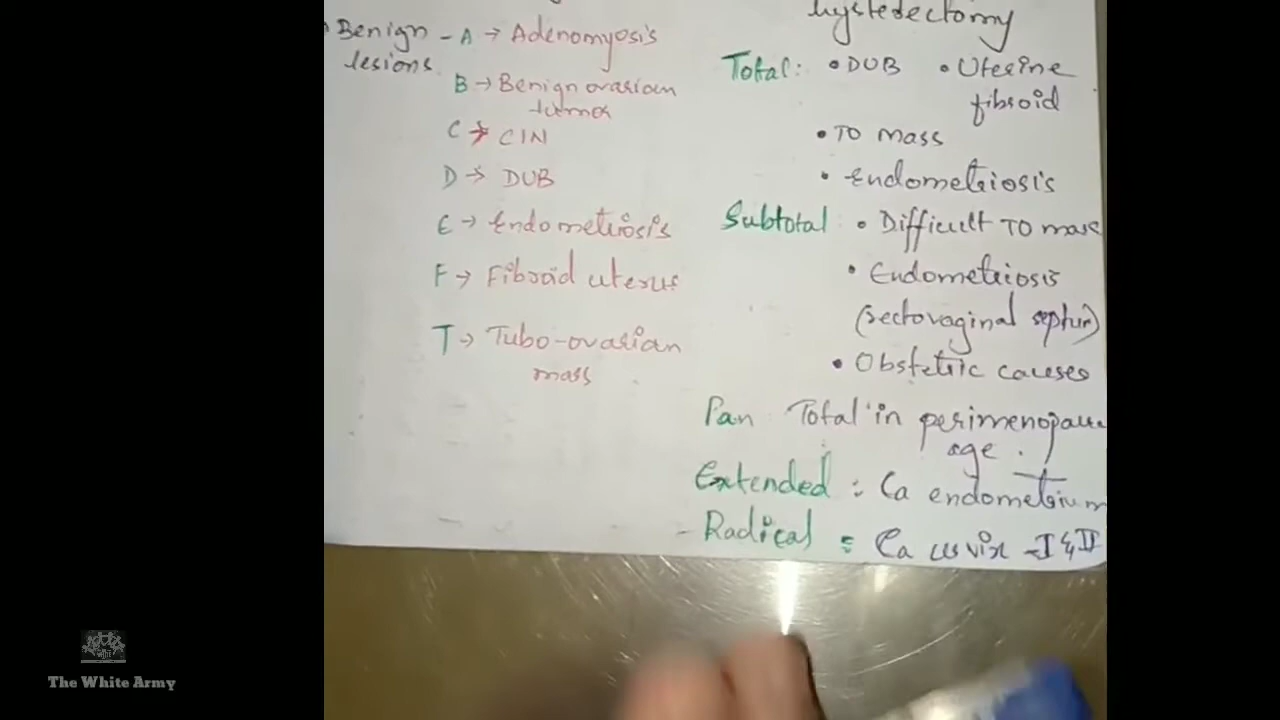 Benign - A → Adenomyosis
lesions
B → Benign ovarian
tumor
C → CIN
D → DUB
E → Endometriosis
F → Fibroid uterus
T → Tubo-ovarian
mass
hysterectomy
Total: • DUB • Uterine
fibroid
• TO mass
• Endometriosis
Subtotal • Difficult TO mass
• Endometriosis
(rectovaginal septum)
• Obstetric causes
Pan Total in perimenopause
age.
Extended : Ca endometrium
- Radical : Ca cervix - I & II
The White Army